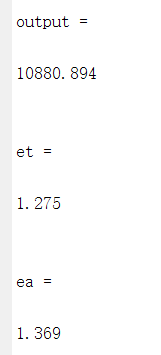 output =
10880.894
et =
1.275
ea =
1.369